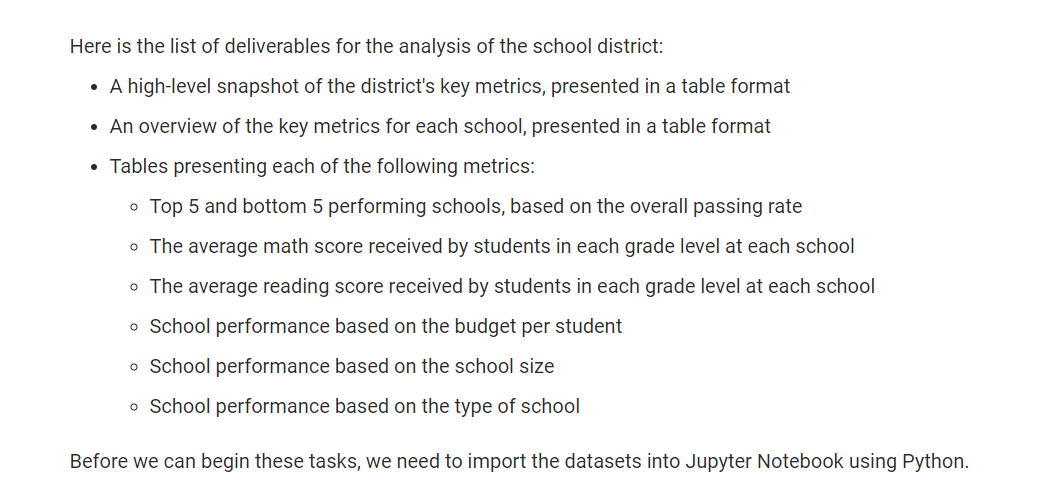 Here is the list of deliverables for the analysis of the school district:
• A high-level snapshot of the district's key metrics, presented in a table format
• An overview of the key metrics for each school, presented in a table format
• Tables presenting each of the following metrics:
◦ Top 5 and bottom 5 performing schools, based on the overall passing rate
◦ The average math score received by students in each grade level at each school
◦ The average reading score received by students in each grade level at each school
◦ School performance based on the budget per student
◦ School performance based on the school size
◦ School performance based on the type of school
Before we can begin these tasks, we need to import the datasets into Jupyter Notebook using Python.